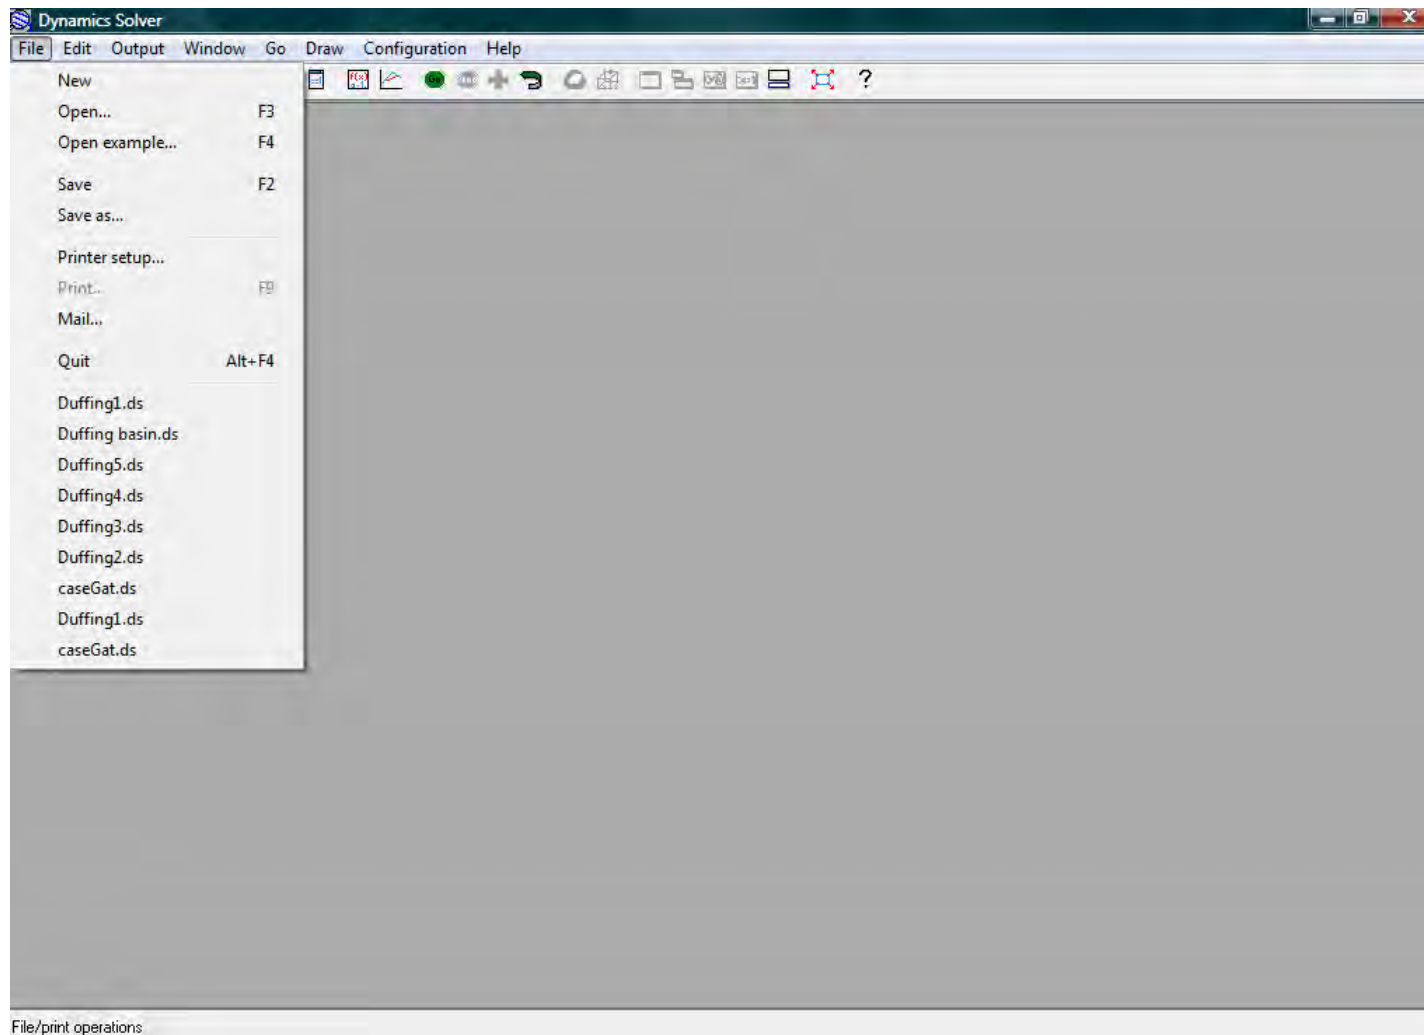 Dynamics Solver
File Edit Output Window Go Draw Configuration Help
New
Open... F3
Open example... F4
Save F2
Save as...
Printer setup...
Print... F9
Mail...
Quit Alt+F4
Duffing1.ds
Duffing basin.ds
Duffing5.ds
Duffing4.ds
Duffing3.ds
Duffing2.ds
caseGat.ds
Duffing1.ds
caseGat.ds
File/print operations